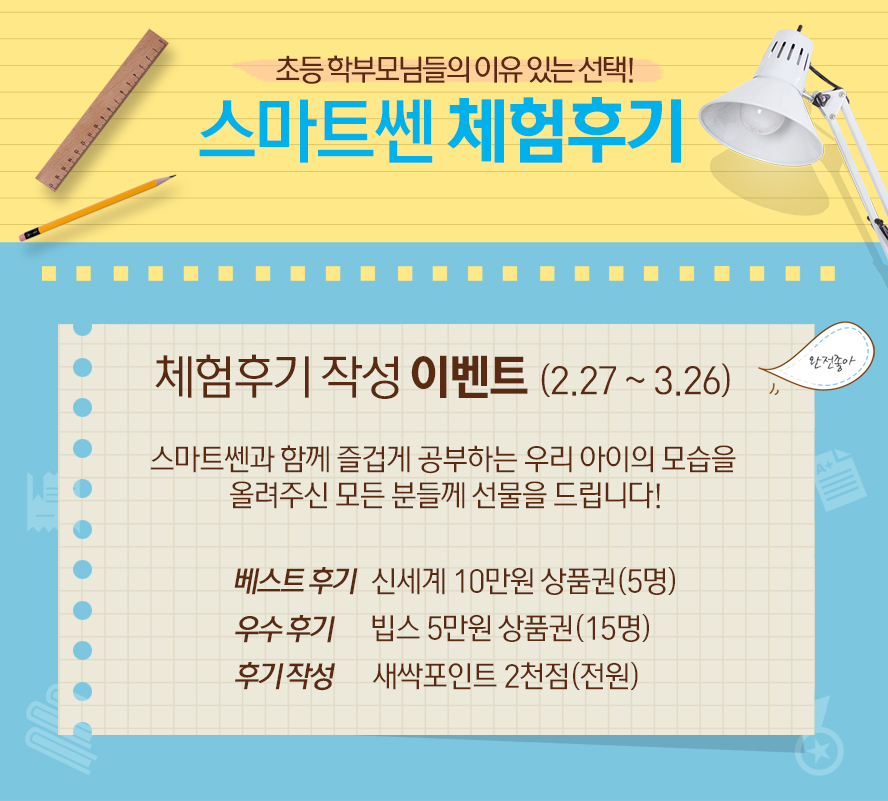 초등 학부모님들의 이유 있는 선택!
스마트쎈 체험후기
완전좋아
체험후기 작성 이벤트 (2.27 ~ 3.26)
스마트쎈과 함께 즐겁게 공부하는 우리 아이의 모습을
올려주신 모든 분들께 선물을 드립니다!
베스트 후기 신세계 10만원 상품권(5명)
우수 후기 빕스 5만원 상품권(15명)
후기 작성 새싹포인트 2천점(전원)
A+